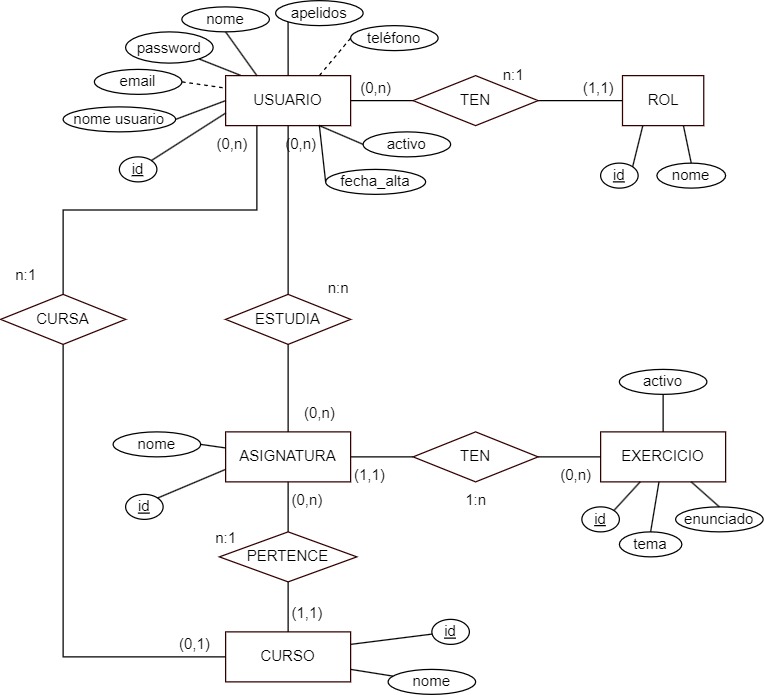 apelidos
nome
teléfono
password
email
USUARIO
(0,n)
TEN
n:1
(1,1)
ROL
nome usuario
(0,n)
(0,n)
activo
id
fecha_alta
id
nome
n:1
n:n
CURSA
ESTUDIA
activo
(0,n)
nome
ASIGNATURA
(1,1)
TEN
(0,n)
EXERCICIO
id
(0,n)
1:n
id
enunciado
tema
n:1
PERTENCE
(1,1)
id
(0,1)
CURSO
nome